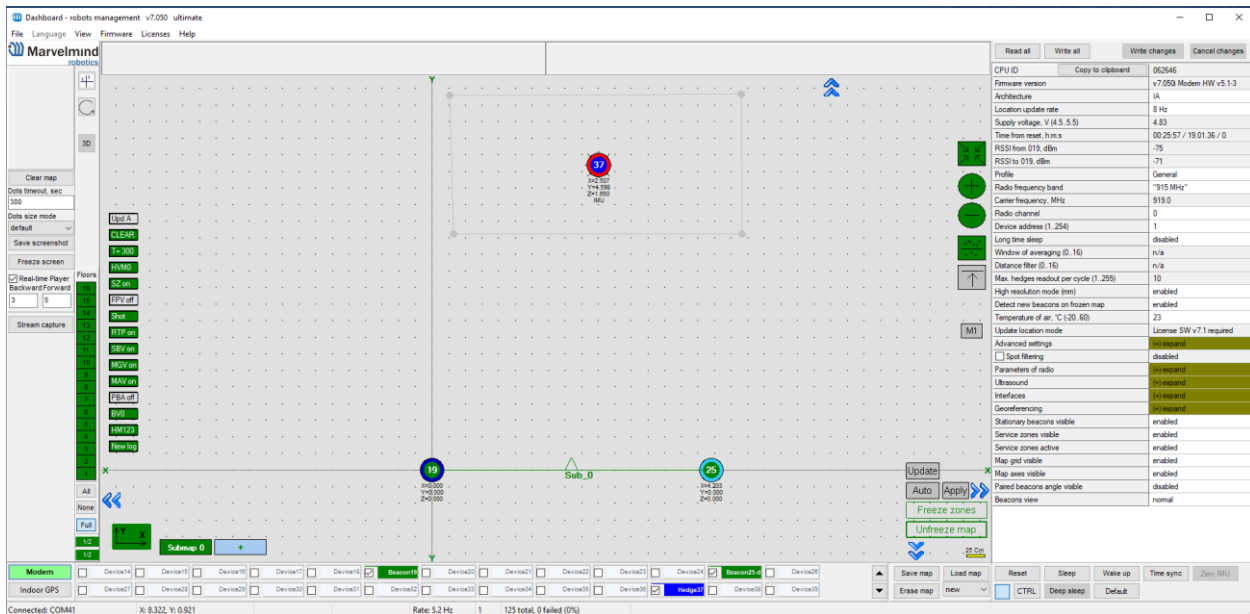 Dashboard - robots management v7.050 ultimate
File Language View Firmware Licenses Help
Marvelmind
robotics
Clear map
Dots timeout, sec
300
Dots size mode
default
Save screenshot
Freeze screen
Real-time Player
Backward Forward
3 5
Stream capture
3D
Floors
16
15
14
13
12
11
10
9
8
7
6
5
4
3
2
1
All
None
Full
1/2
1/2
Upd A
CLEAR
T= 300
HVM0
SZ on
FPV off
Shot
RTP on
SBV on
MGV on
MAV on
PBA off
BV0
HM123
New log
Y
37
X=2.507
Y=4.598
Z=1.650
IMU
M1
X
19
X=0.000
Y=0.000
Z=0.000
Sub_0
25
X=4.203
Y=0.000
Z=0.000
X
Update
Auto Apply
Freeze zones
Unfreeze map
25 Cm
Y X
Submap 0 +
Y
Read all Write all Write changes Cancel changes
CPU ID Copy to clipboard 062646
Firmware version v7.050i Modem HW v5.1-3
Architecture IA
Location update rate 8 Hz
Supply voltage, V (4.5..5.5) 4.83
Time from reset, h:m:s 00:25:57 / 19.01.36 / 0
RSSI from 019, dBm -75
RSSI to 019, dBm -71
Profile General
Radio frequency band "915 MHz"
Carrier frequency, MHz 919.0
Radio channel 0
Device address (1..254) 1
Long time sleep disabled
Window of averaging (0..16) n/a
Distance filter (0..16) n/a
Max. hedges readout per cycle (1..255) 10
High resolution mode (mm) enabled
Detect new beacons on frozen map enabled
Temperature of air, °C (-20..60) 23
Update location mode License SW v7.1 required
Advanced settings (+) expand
Spot filtering disabled
Parameters of radio (+) expand
Ultrasound (+) expand
Interfaces (+) expand
Georeferencing (+) expand
Stationary beacons visible enabled
Service zones visible enabled
Service zones active enabled
Map grid visible enabled
Map axes visible enabled
Paired beacons angle visible disabled
Beacons view normal
Modem Device14 Device15 Device16 Device17 Device18 Beacon19 Device20 Device21 Device22 Device23 Device24 Beacon25-d Device26
Indoor GPS Device27 Device28 Device29 Device30 Device31 Device32 Device33 Device34 Device35 Device36 Hedge37 Device38 Device39
Save map Load map Reset Sleep Wake up Time sync Zero IMU
Erase map new CTRL Deep sleep Default
Connected: COM41 X: 8.322, Y: 0.921 Rate: 5.2 Hz 1 125 total, 0 failed (0%)